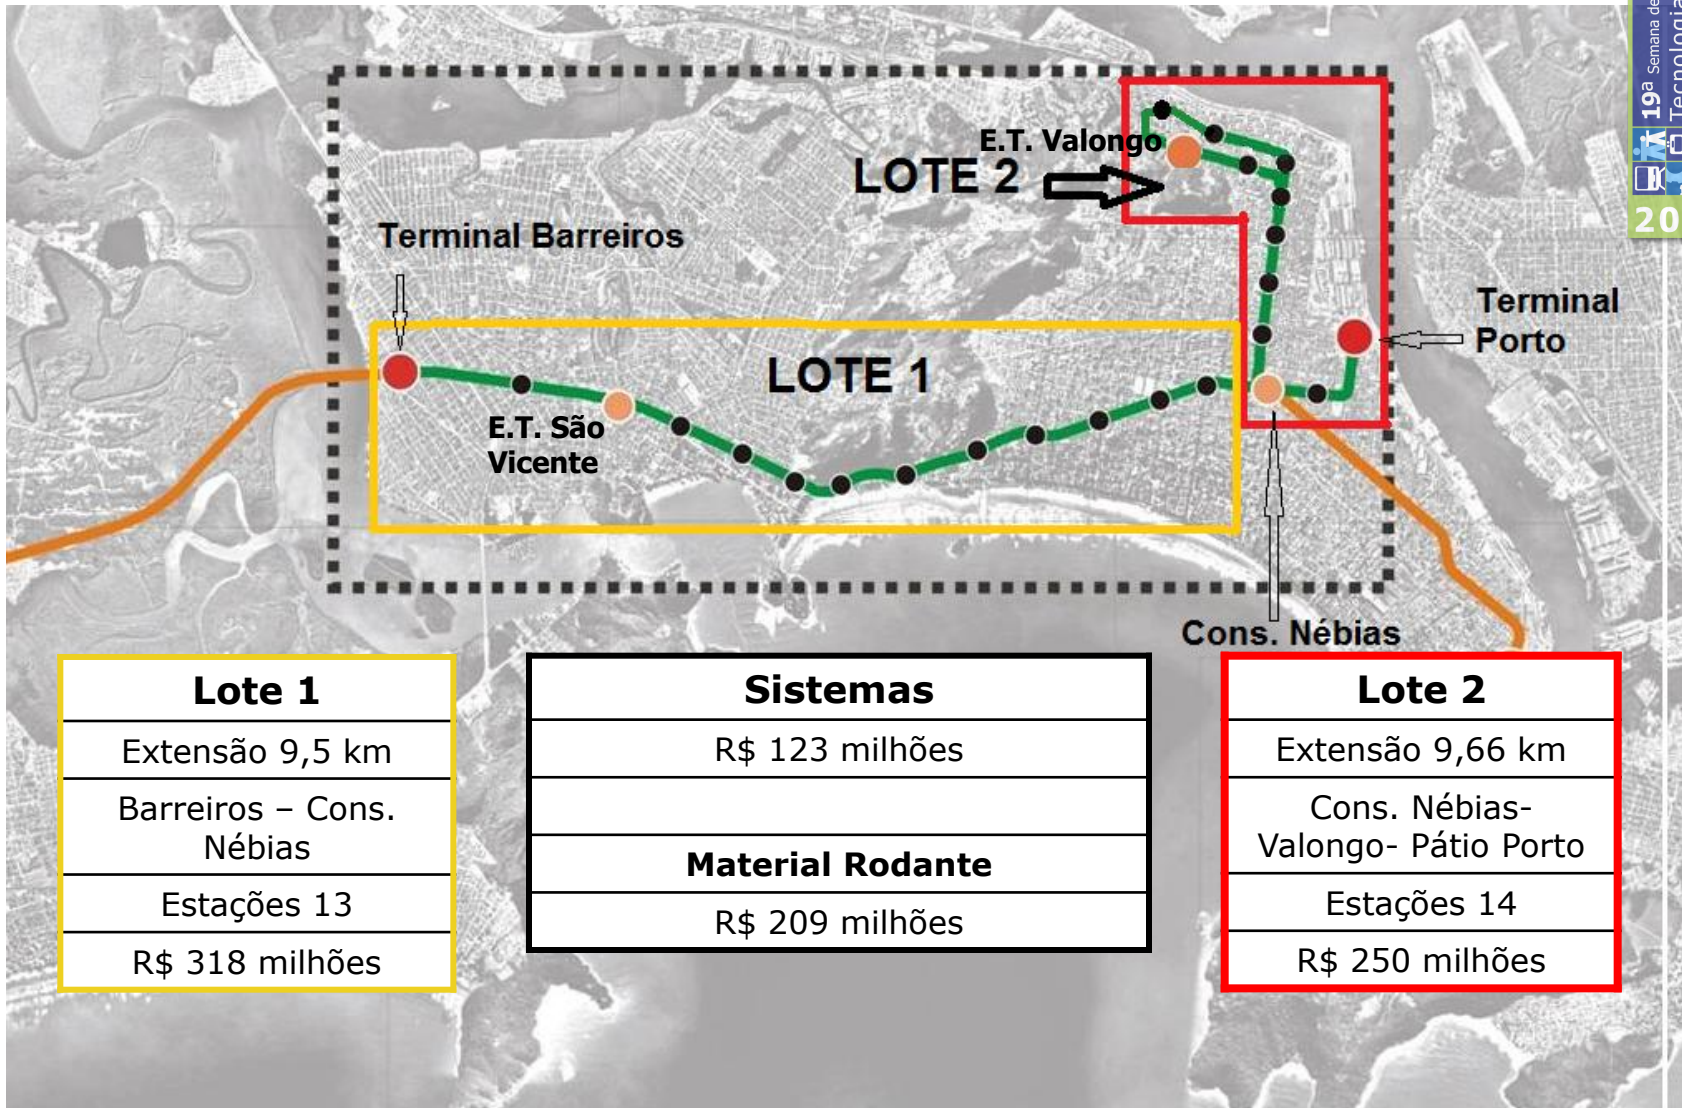 19ª Semana de
Tecnologia
20
E.T. Valongo
LOTE 2
Terminal Barreiros
Terminal
Porto
LOTE 1
E.T. São
Vicente
Cons. Nébias
Lote 1
Extensão 9,5 km
Barreiros – Cons.
Nébias
Estações 13
R$ 318 milhões
Sistemas
R$ 123 milhões
Material Rodante
R$ 209 milhões
Lote 2
Extensão 9,66 km
Cons. Nébias-
Valongo- Pátio Porto
Estações 14
R$ 250 milhões